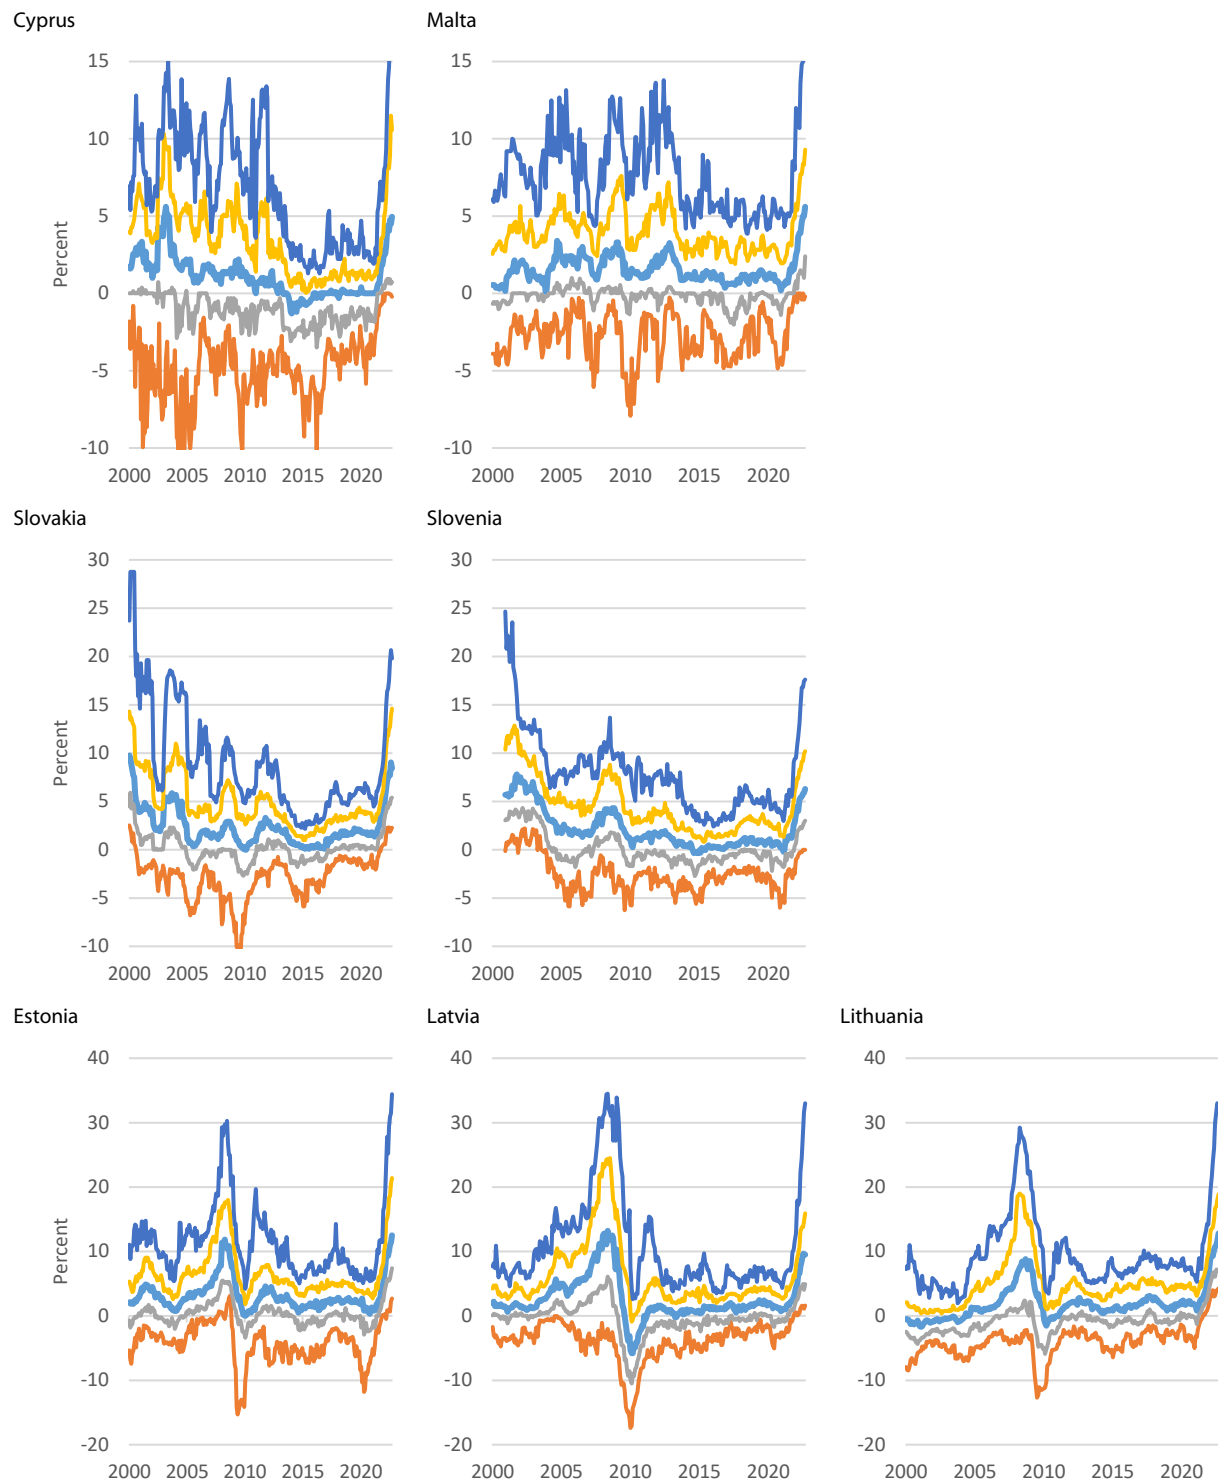 Cyprus Malta
15 15
10 10
5 5
0 0
-5 -5
-10 -10
Percent
2000 2005 2010 2015 2020 2000 2005 2010 2015 2020
Slovakia Slovenia
30 30
25 25
20 20
15 15
10 10
5 5
0 0
-5 -5
-10 -10
Percent
2000 2005 2010 2015 2020 2000 2005 2010 2015 2020
Estonia Latvia Lithuania
40 40 40
30 30 30
20 20 20
10 10 10
0 0 0
-10 -10 -10
-20 -20 -20
Percent
2000 2005 2010 2015 2020 2000 2005 2010 2015 2020 2000 2005 2010 2015 2020